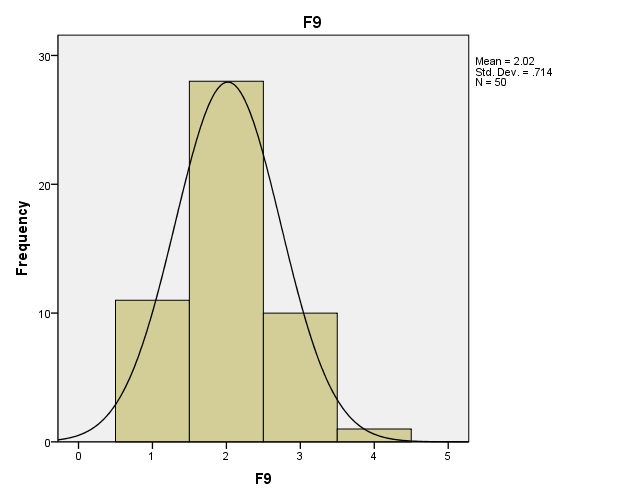 F9
Mean = 2.02
Std. Dev. = .714
N = 50
30
20
10
0
Frequency
0 1 2 3 4 5
F9